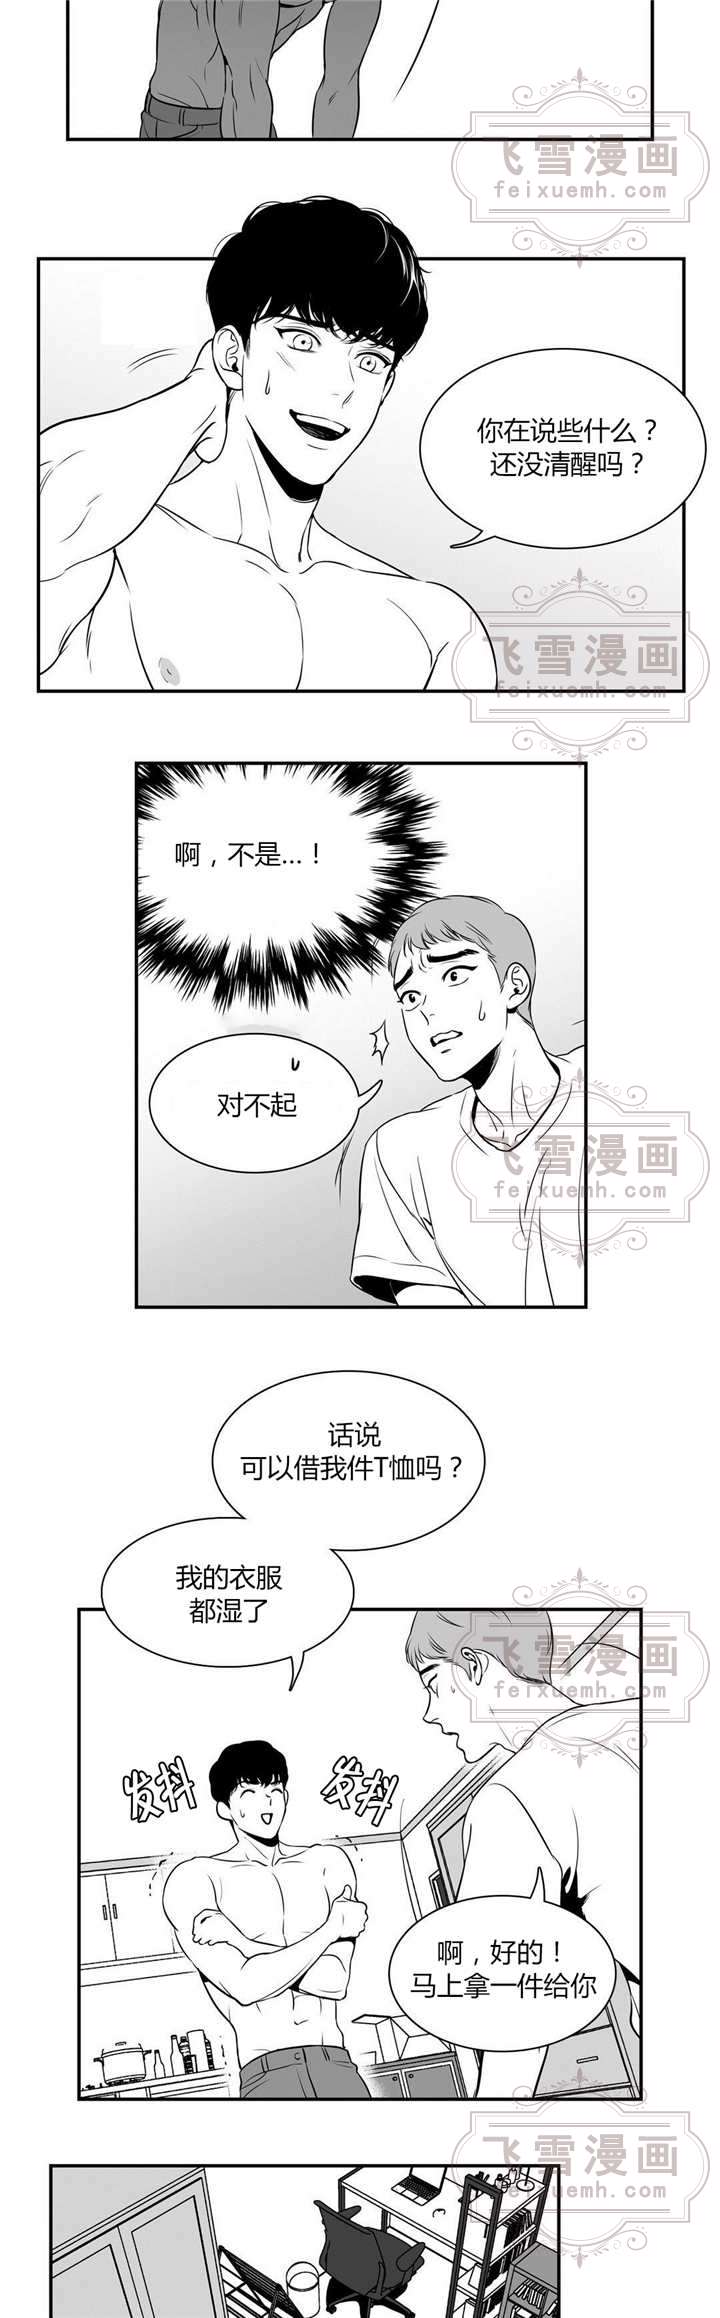 飞雪漫画
feixuemh.com
你在说些什么？
还没清醒吗？
飞雪漫画
feixuemh.com
啊，不是…！
对不起
飞雪漫画
feixuemh.com
话说
可以借我件T恤吗？
我的衣服
都湿了
飞雪漫画
feixuemh.com
发抖
发抖
啊，好的！
马上拿一件给你
飞雪漫画
feixuemh.com